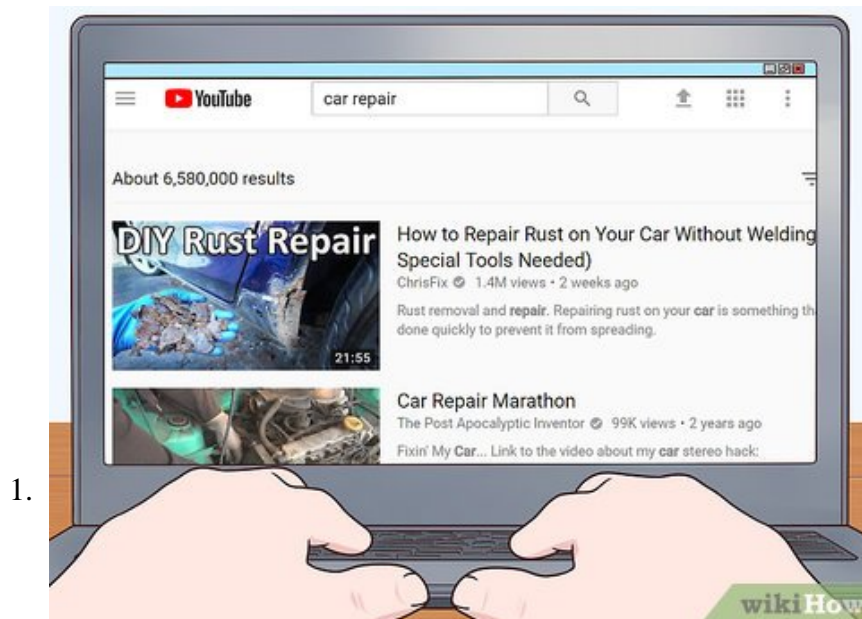 YouTube
car repair
About 6,580,000 results
DIY Rust Repair
21:55
How to Repair Rust on Your Car Without Welding
Special Tools Needed)
ChrisFix 1.4M views • 2 weeks ago
Rust removal and repair. Repairing rust on your car is something th
done quickly to prevent it from spreading.
Car Repair Marathon
The Post Apocalyptic Inventor 99K views • 2 years ago
Fixin' My Car... Link to the video about my car stereo hack:
1.
wikiHow